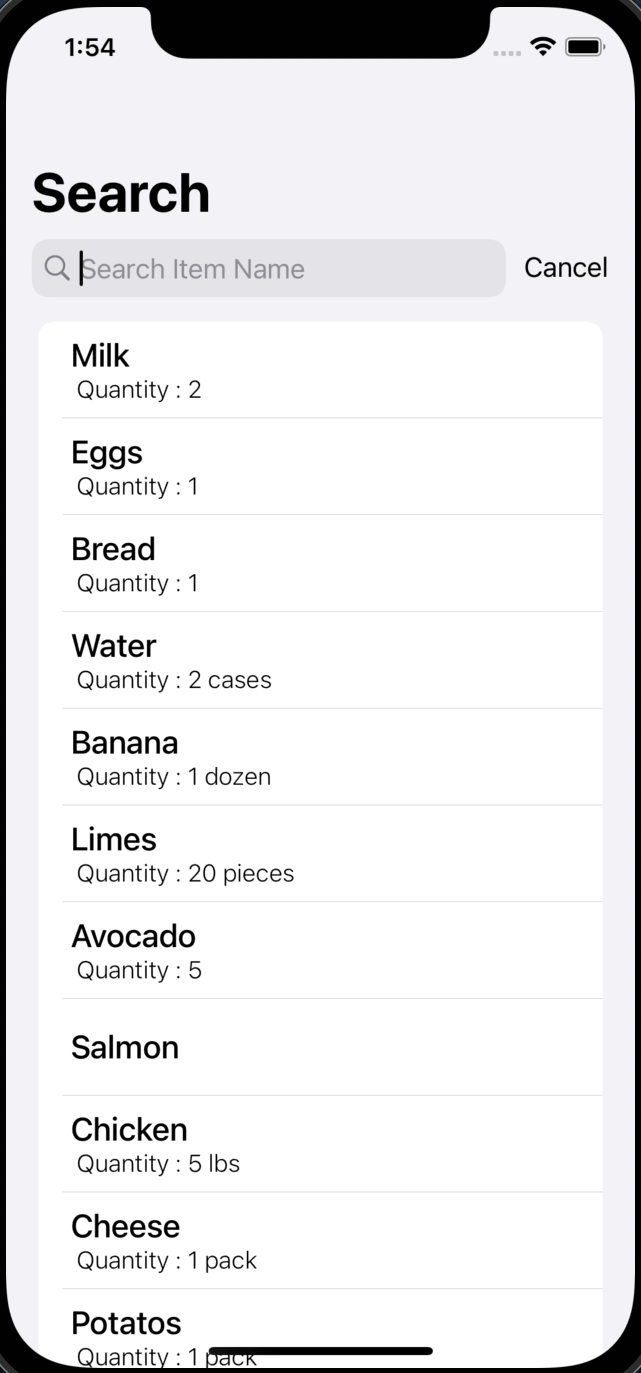 1:54
Search
Search Item Name
Cancel
Milk
Quantity : 2
Eggs
Quantity : 1
Bread
Quantity : 1
Water
Quantity : 2 cases
Banana
Quantity : 1 dozen
Limes
Quantity : 20 pieces
Avocado
Quantity : 5
Salmon
Chicken
Quantity : 5 lbs
Cheese
Quantity : 1 pack
Potatos
Quantity : 1 pack